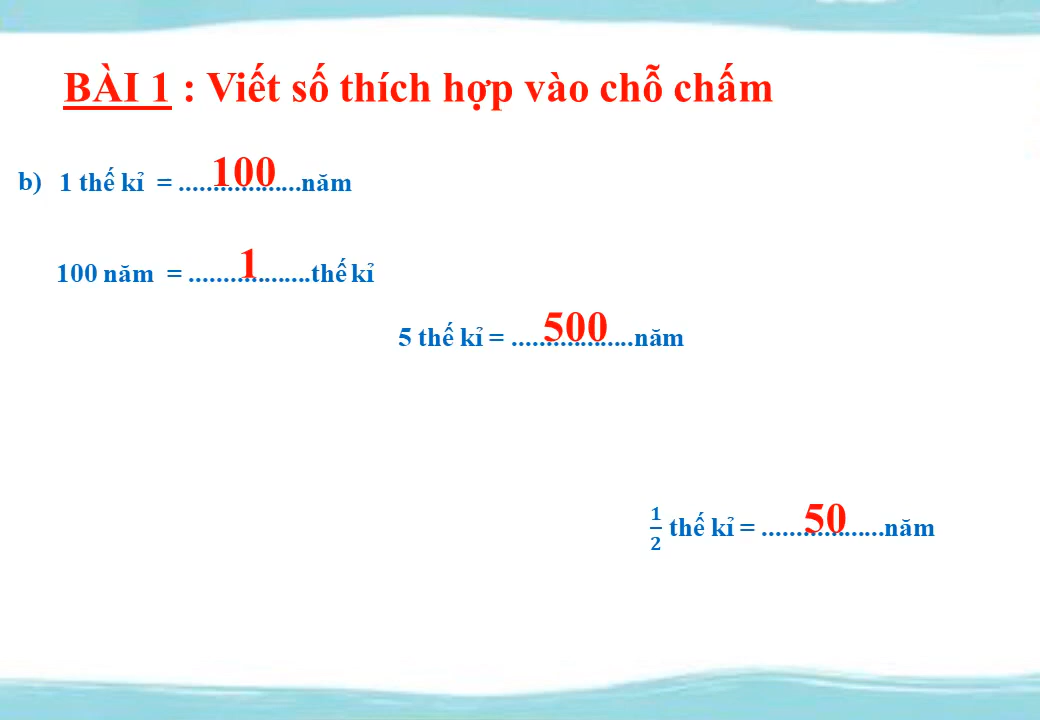 BÀI 1 : Viết số thích hợp vào chỗ chấm
b) 1 thế kỉ = ......100............năm
100 năm = .......1...........thế kỉ
5 thế kỉ = .....500.............năm
1/2 thế kỉ = ......50............năm